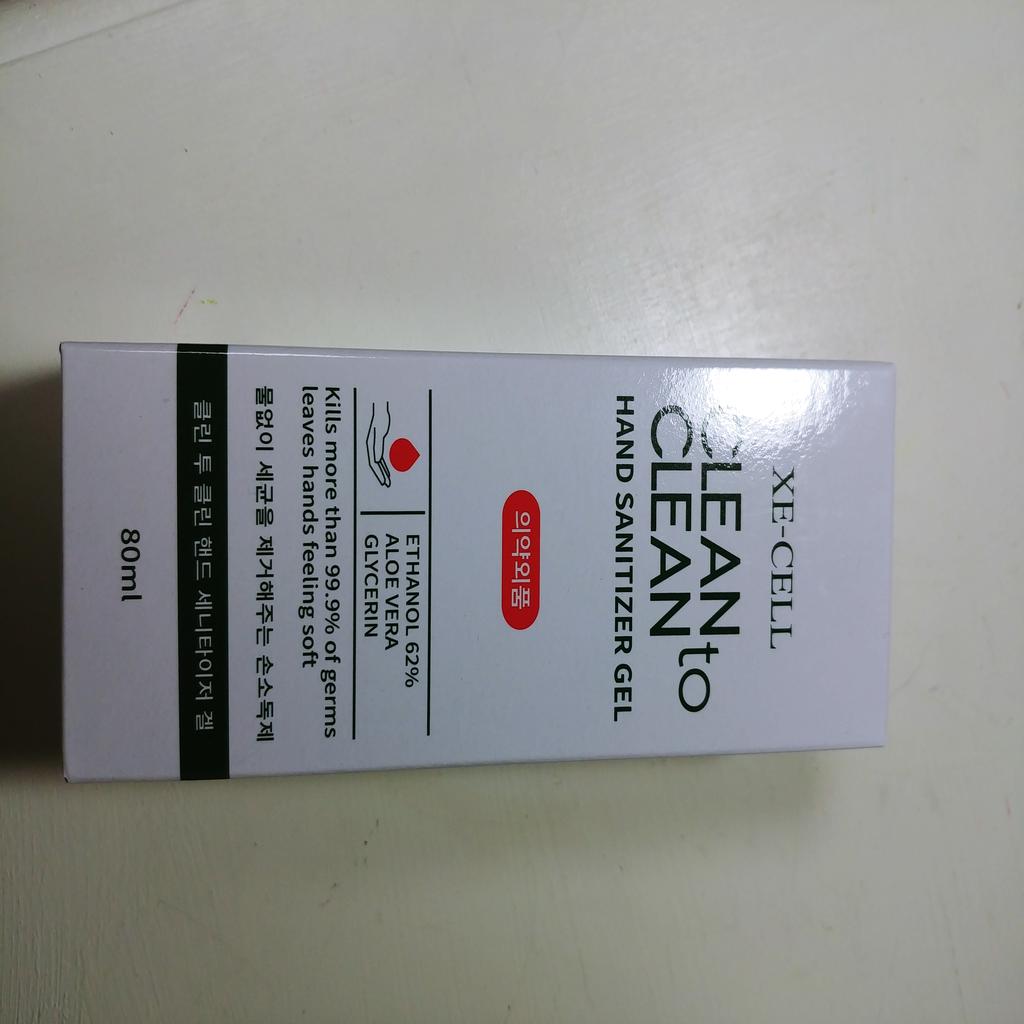 XE-CELL
CLEAN to
CLEAN
HAND SANITIZER GEL
의약외품
ETHANOL 62%
ALOE VERA
GLYCERIN
Kills more than 99.9% of germs
leaves hands feeling soft
물없이 세균을 제거해주는 손소독제
클린 투 클린 핸드 세니타이저 겔
80ml